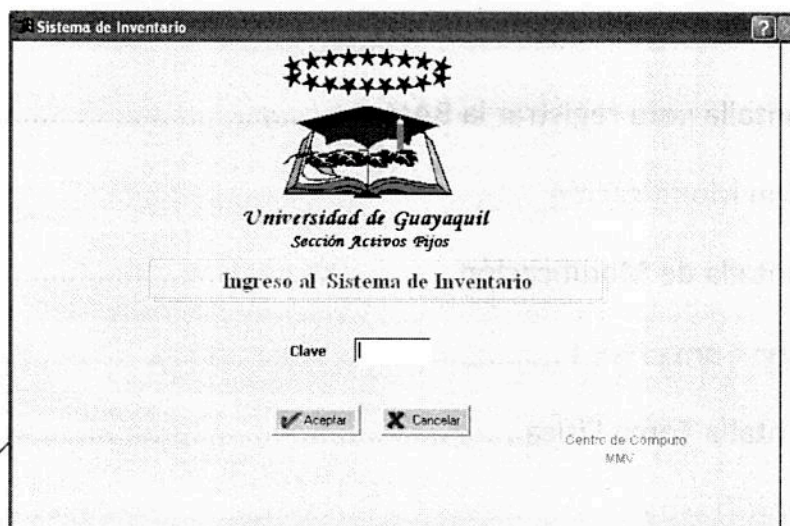 Sistema de Inventario
?
Universidad de Guayaquil
Sección Activos Fijos
Ingreso al Sistema de Inventario
Clave
Aceptar
Cancelar
Centro de Computo
MMV